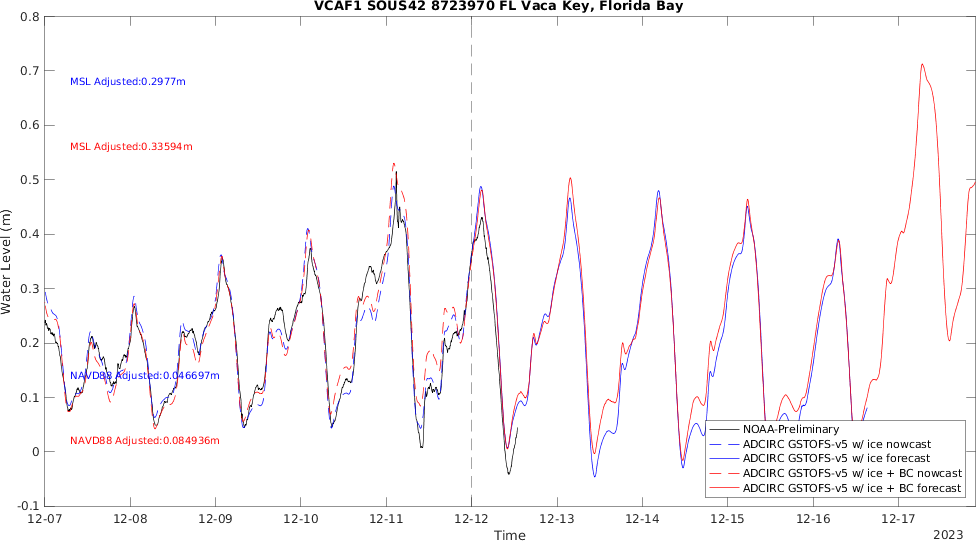 VCAF1 SOUS42 8723970 FL Vaca Key, Florida Bay
0.8
0.7
0.6
0.5
0.4
0.3
0.2
0.1
0
-0.1
Water Level (m)
MSL Adjusted:0.2977m
MSL Adjusted:0.33594m
NAVD88 Adjusted:0.046697m
NAVD88 Adjusted:0.084936m
NOAA-Preliminary
ADCIRC GSTOFS-v5 w/ ice nowcast
ADCIRC GSTOFS-v5 w/ ice forecast
ADCIRC GSTOFS-v5 w/ ice + BC nowcast
ADCIRC GSTOFS-v5 w/ ice + BC forecast
12-07 12-08 12-09 12-10 12-11 12-12 12-13 12-14 12-15 12-16 12-17
Time
2023